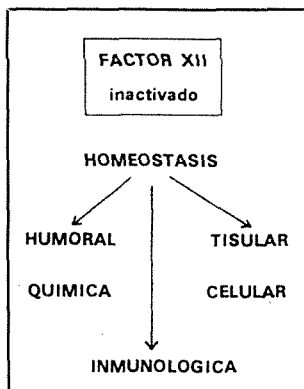 FACTOR XII
inactivado
HOMEOSTASIS
HUMORAL TISULAR
QUIMICA CELULAR
INMUNOLOGICA